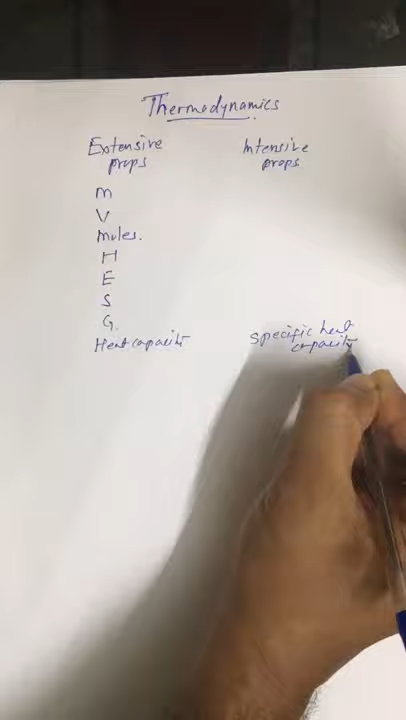 Thermodynamics
Extensive props
Intensive props
m
V
Moles.
H
E
S
G
Heat capacity
Specific heat capacity